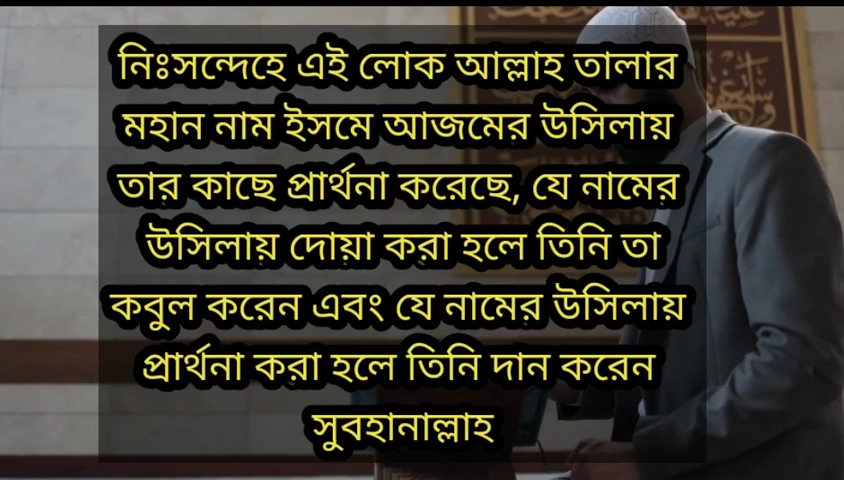 নিঃসন্দেহে এই লোক আল্লাহ তালার
মহান নাম ইসমে আজমের উসিলায়
তার কাছে প্রার্থনা করেছে, যে নামের
উসিলায় দোয়া করা হলে তিনি তা
কবুল করেন এবং যে নামের উসিলায়
প্রার্থনা করা হলে তিনি দান করেন
সুবহানাল্লাহ